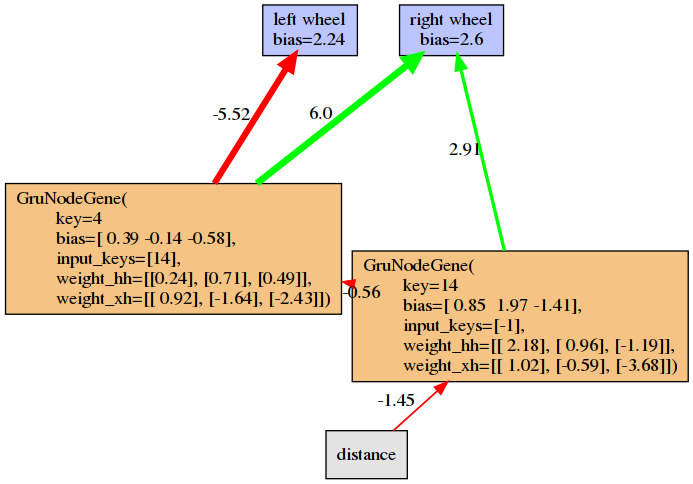 left wheel
bias=2.24
right wheel
bias=2.6
-5.52
6.0
2.91
GruNodeGene(
key=4
bias=[ 0.39 -0.14 -0.58],
input_keys=[14],
weight_hh=[[0.24], [0.71], [0.49]],
weight_xh=[[ 0.92], [-1.64], [-2.43]])
-0.56
GruNodeGene(
key=14
bias=[ 0.85  1.97 -1.41],
input_keys=[-1],
weight_hh=[[ 2.18], [ 0.96], [-1.19]],
weight_xh=[[ 1.02], [-0.59], [-3.68]])
-1.45
distance